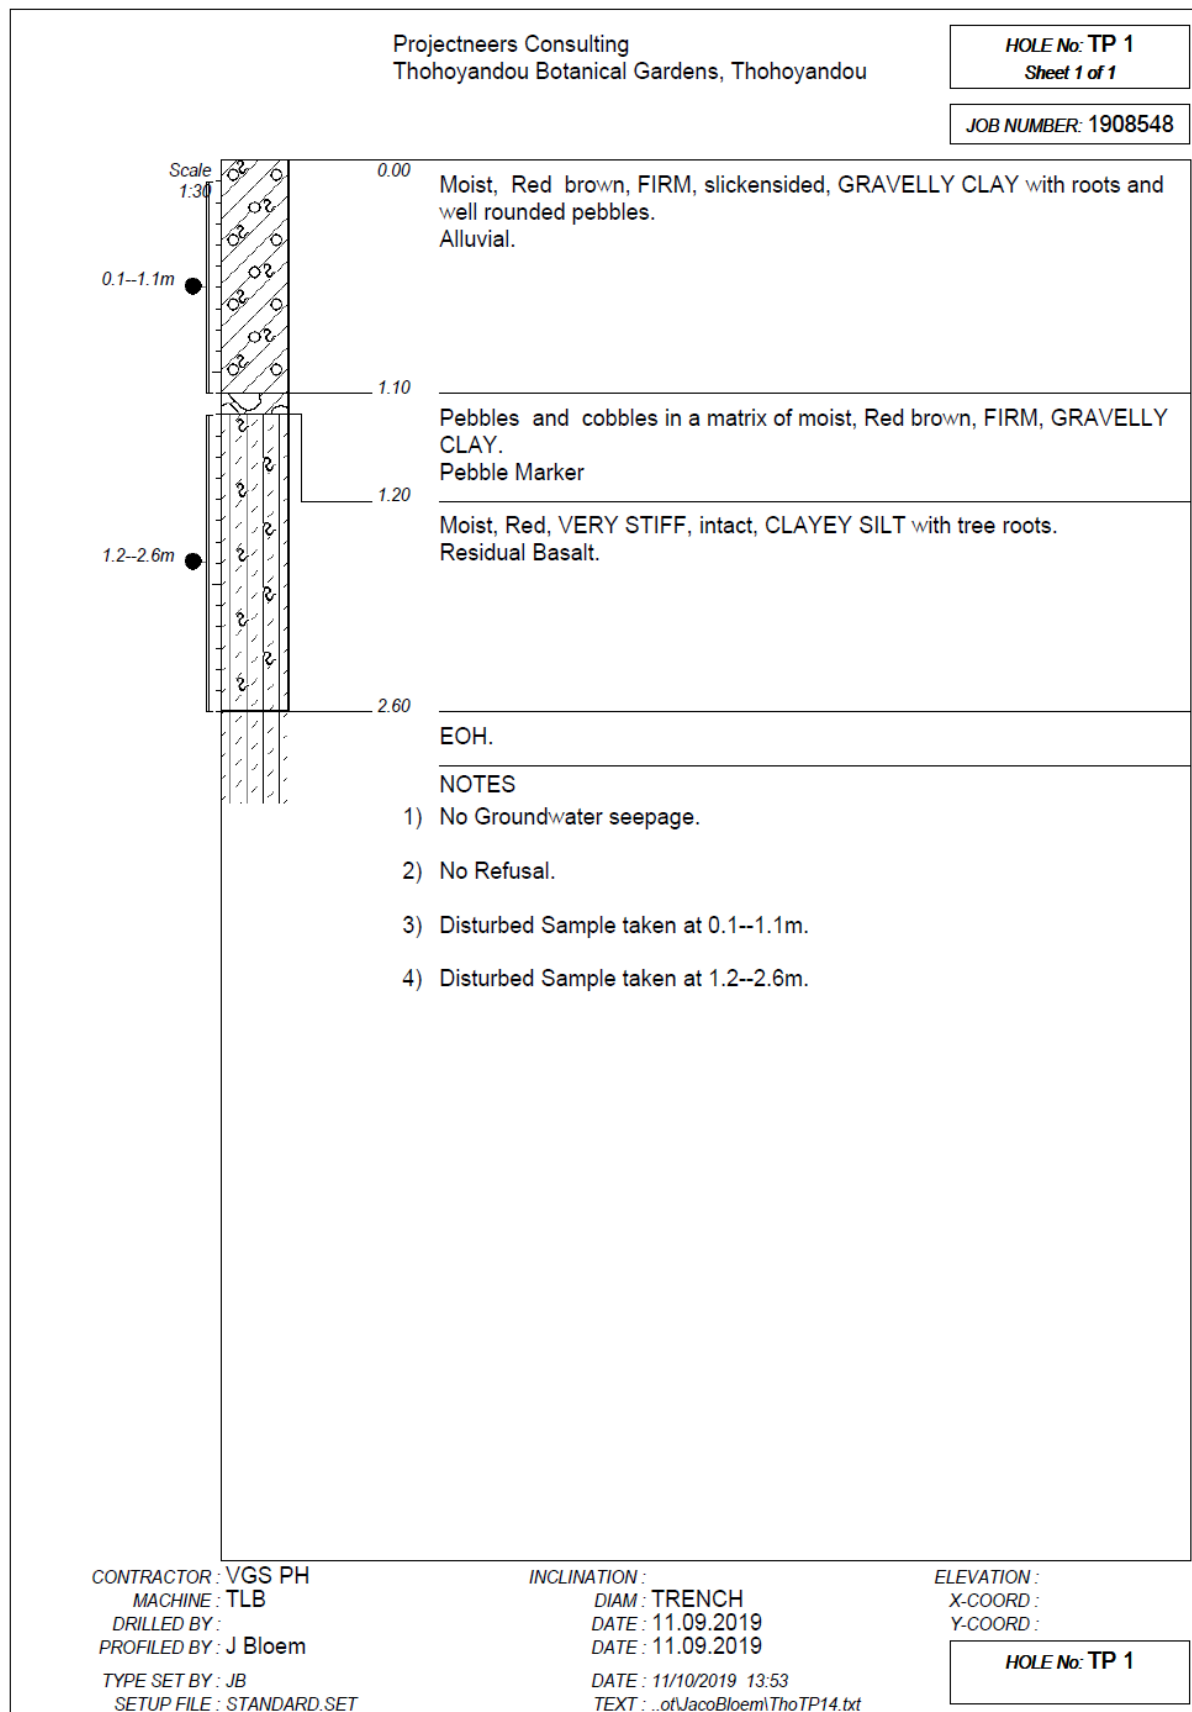 Projectneers Consulting
Thohoyandou Botanical Gardens, Thohoyandou
HOLE No: TP 1
Sheet 1 of 1
JOB NUMBER: 1908548
Scale
1:30
0.00
Moist, Red brown, FIRM, slickensided, GRAVELLY CLAY with roots and
well rounded pebbles.
Alluvial.
0.1--1.1m
1.10
Pebbles and cobbles in a matrix of moist, Red brown, FIRM, GRAVELLY
CLAY.
Pebble Marker
1.20
Moist, Red, VERY STIFF, intact, CLAYEY SILT with tree roots.
Residual Basalt.
1.2--2.6m
2.60
EOH.
NOTES
1) No Groundwater seepage.
2) No Refusal.
3) Disturbed Sample taken at 0.1--1.1m.
4) Disturbed Sample taken at 1.2--2.6m.
CONTRACTOR : VGS PH
MACHINE : TLB
DRILLED BY :
PROFILED BY : J Bloem
TYPE SET BY : JB
SETUP FILE : STANDARD.SET
INCLINATION :
DIAM : TRENCH
DATE : 11.09.2019
DATE : 11.09.2019
DATE : 11/10/2019 13:53
TEXT : ..ot\JacoBloem\ThoTP14.txt
ELEVATION :
X-COORD :
Y-COORD :
HOLE No: TP 1